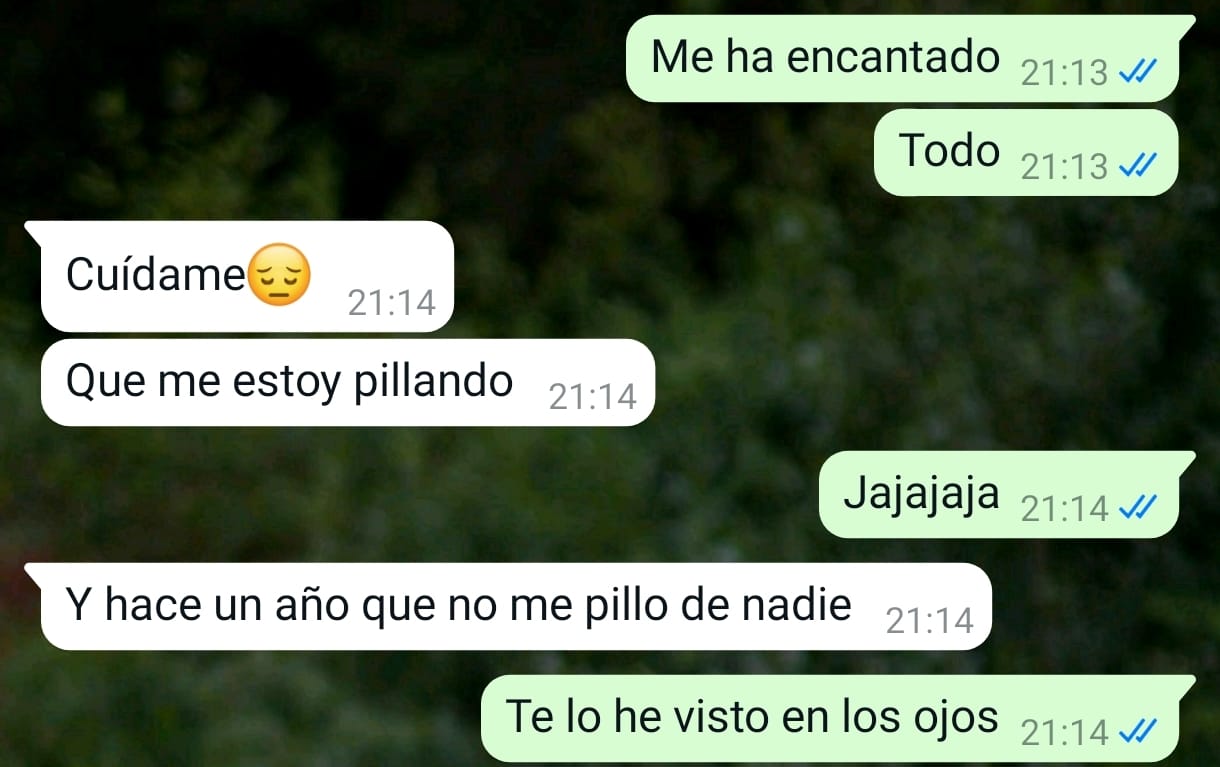 Me ha encantado 21:13
Todo 21:13
Cuídame😔 21:14
Que me estoy pillando 21:14
Jajajaja 21:14
Y hace un año que no me pillo de nadie 21:14
Te lo he visto en los ojos 21:14